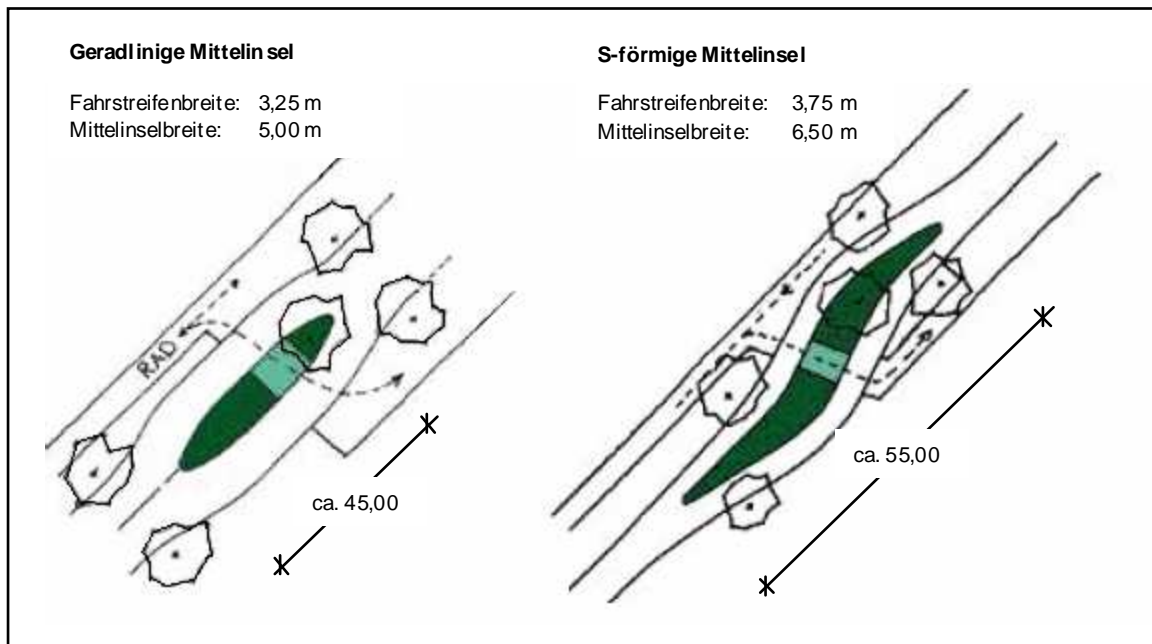 Geradlinige Mittelinsel
Fahrstreifenbreite: 3,25 m
Mittelinselbreite: 5,00 m
RAD
ca. 45,00
S-förmige Mittelinsel
Fahrstreifenbreite: 3,75 m
Mittelinselbreite: 6,50 m
ca. 55,00